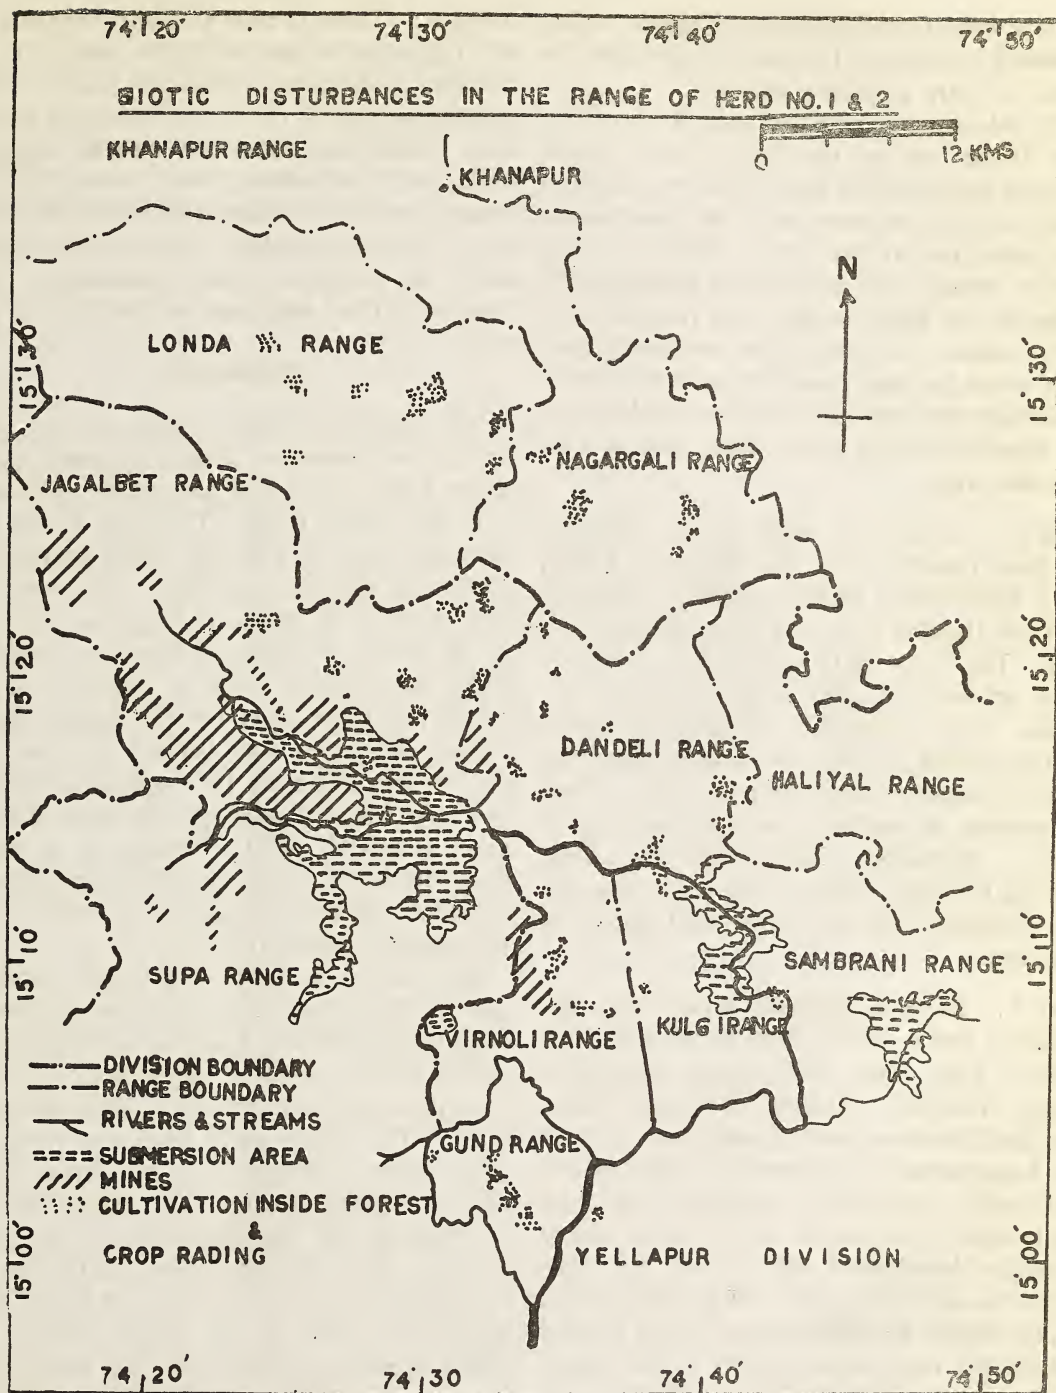 74° 20' 74° 30' 74° 40' 74° 50'
BIOTIC DISTURBANCES IN THE RANGE OF HERD NO. 1 & 2
0 12 KMS
KHANAPUR RANGE
KHANAPUR
N
LONDA RANGE
15° 30' 15° 30'
NAGARGALI RANGE
JAGALBET RANGE
15° 20' 15° 20'
DANDELI RANGE
HALIYAL RANGE
15° 10' 15° 10'
SAMBRANI RANGE
SUPA RANGE
KULGI RANGE
VIRNOLI RANGE
DIVISION BOUNDARY
RANGE BOUNDARY
RIVERS & STREAMS
SUBMERSION AREA
MINES
CULTIVATION INSIDE FOREST
&
CROP RADING
GUND RANGE
YELLAPUR DIVISION
15° 00' 15° 00'
74° 20' 74° 30 74° 40' 74° 50'